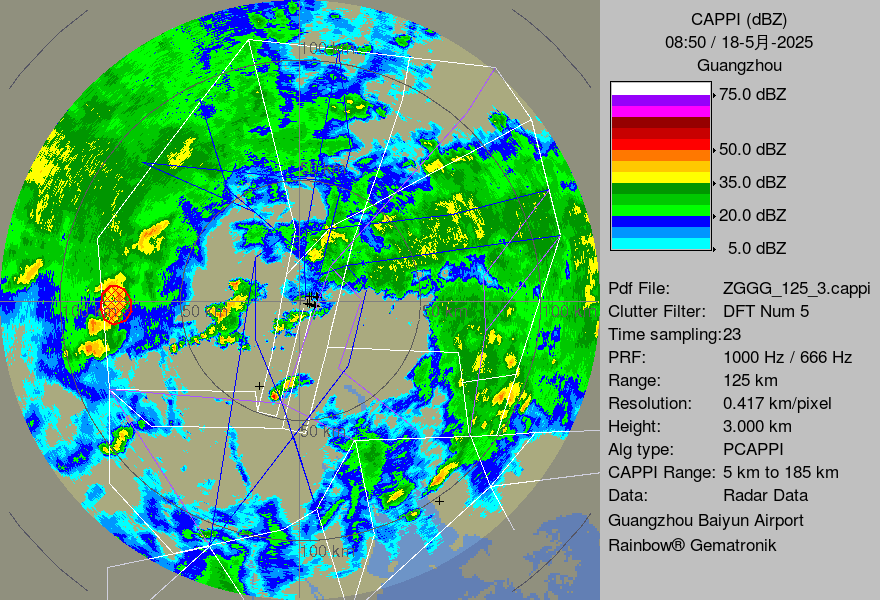 CAPPI (dBZ)
08:50 / 18-5月-2025
Guangzhou
75.0 dBZ
50.0 dBZ
35.0 dBZ
20.0 dBZ
5.0 dBZ
Pdf File: ZGGG_125_3.cappi
Clutter Filter: DFT Num 5
Time sampling:23
PRF: 1000 Hz / 666 Hz
Range: 125 km
Resolution: 0.417 km/pixel
Height: 3.000 km
Alg type: PCAPPI
CAPPI Range: 5 km to 185 km
Data: Radar Data
Guangzhou Baiyun Airport
Rainbow® Gematronik
100 km
50 km
50 km
100 km